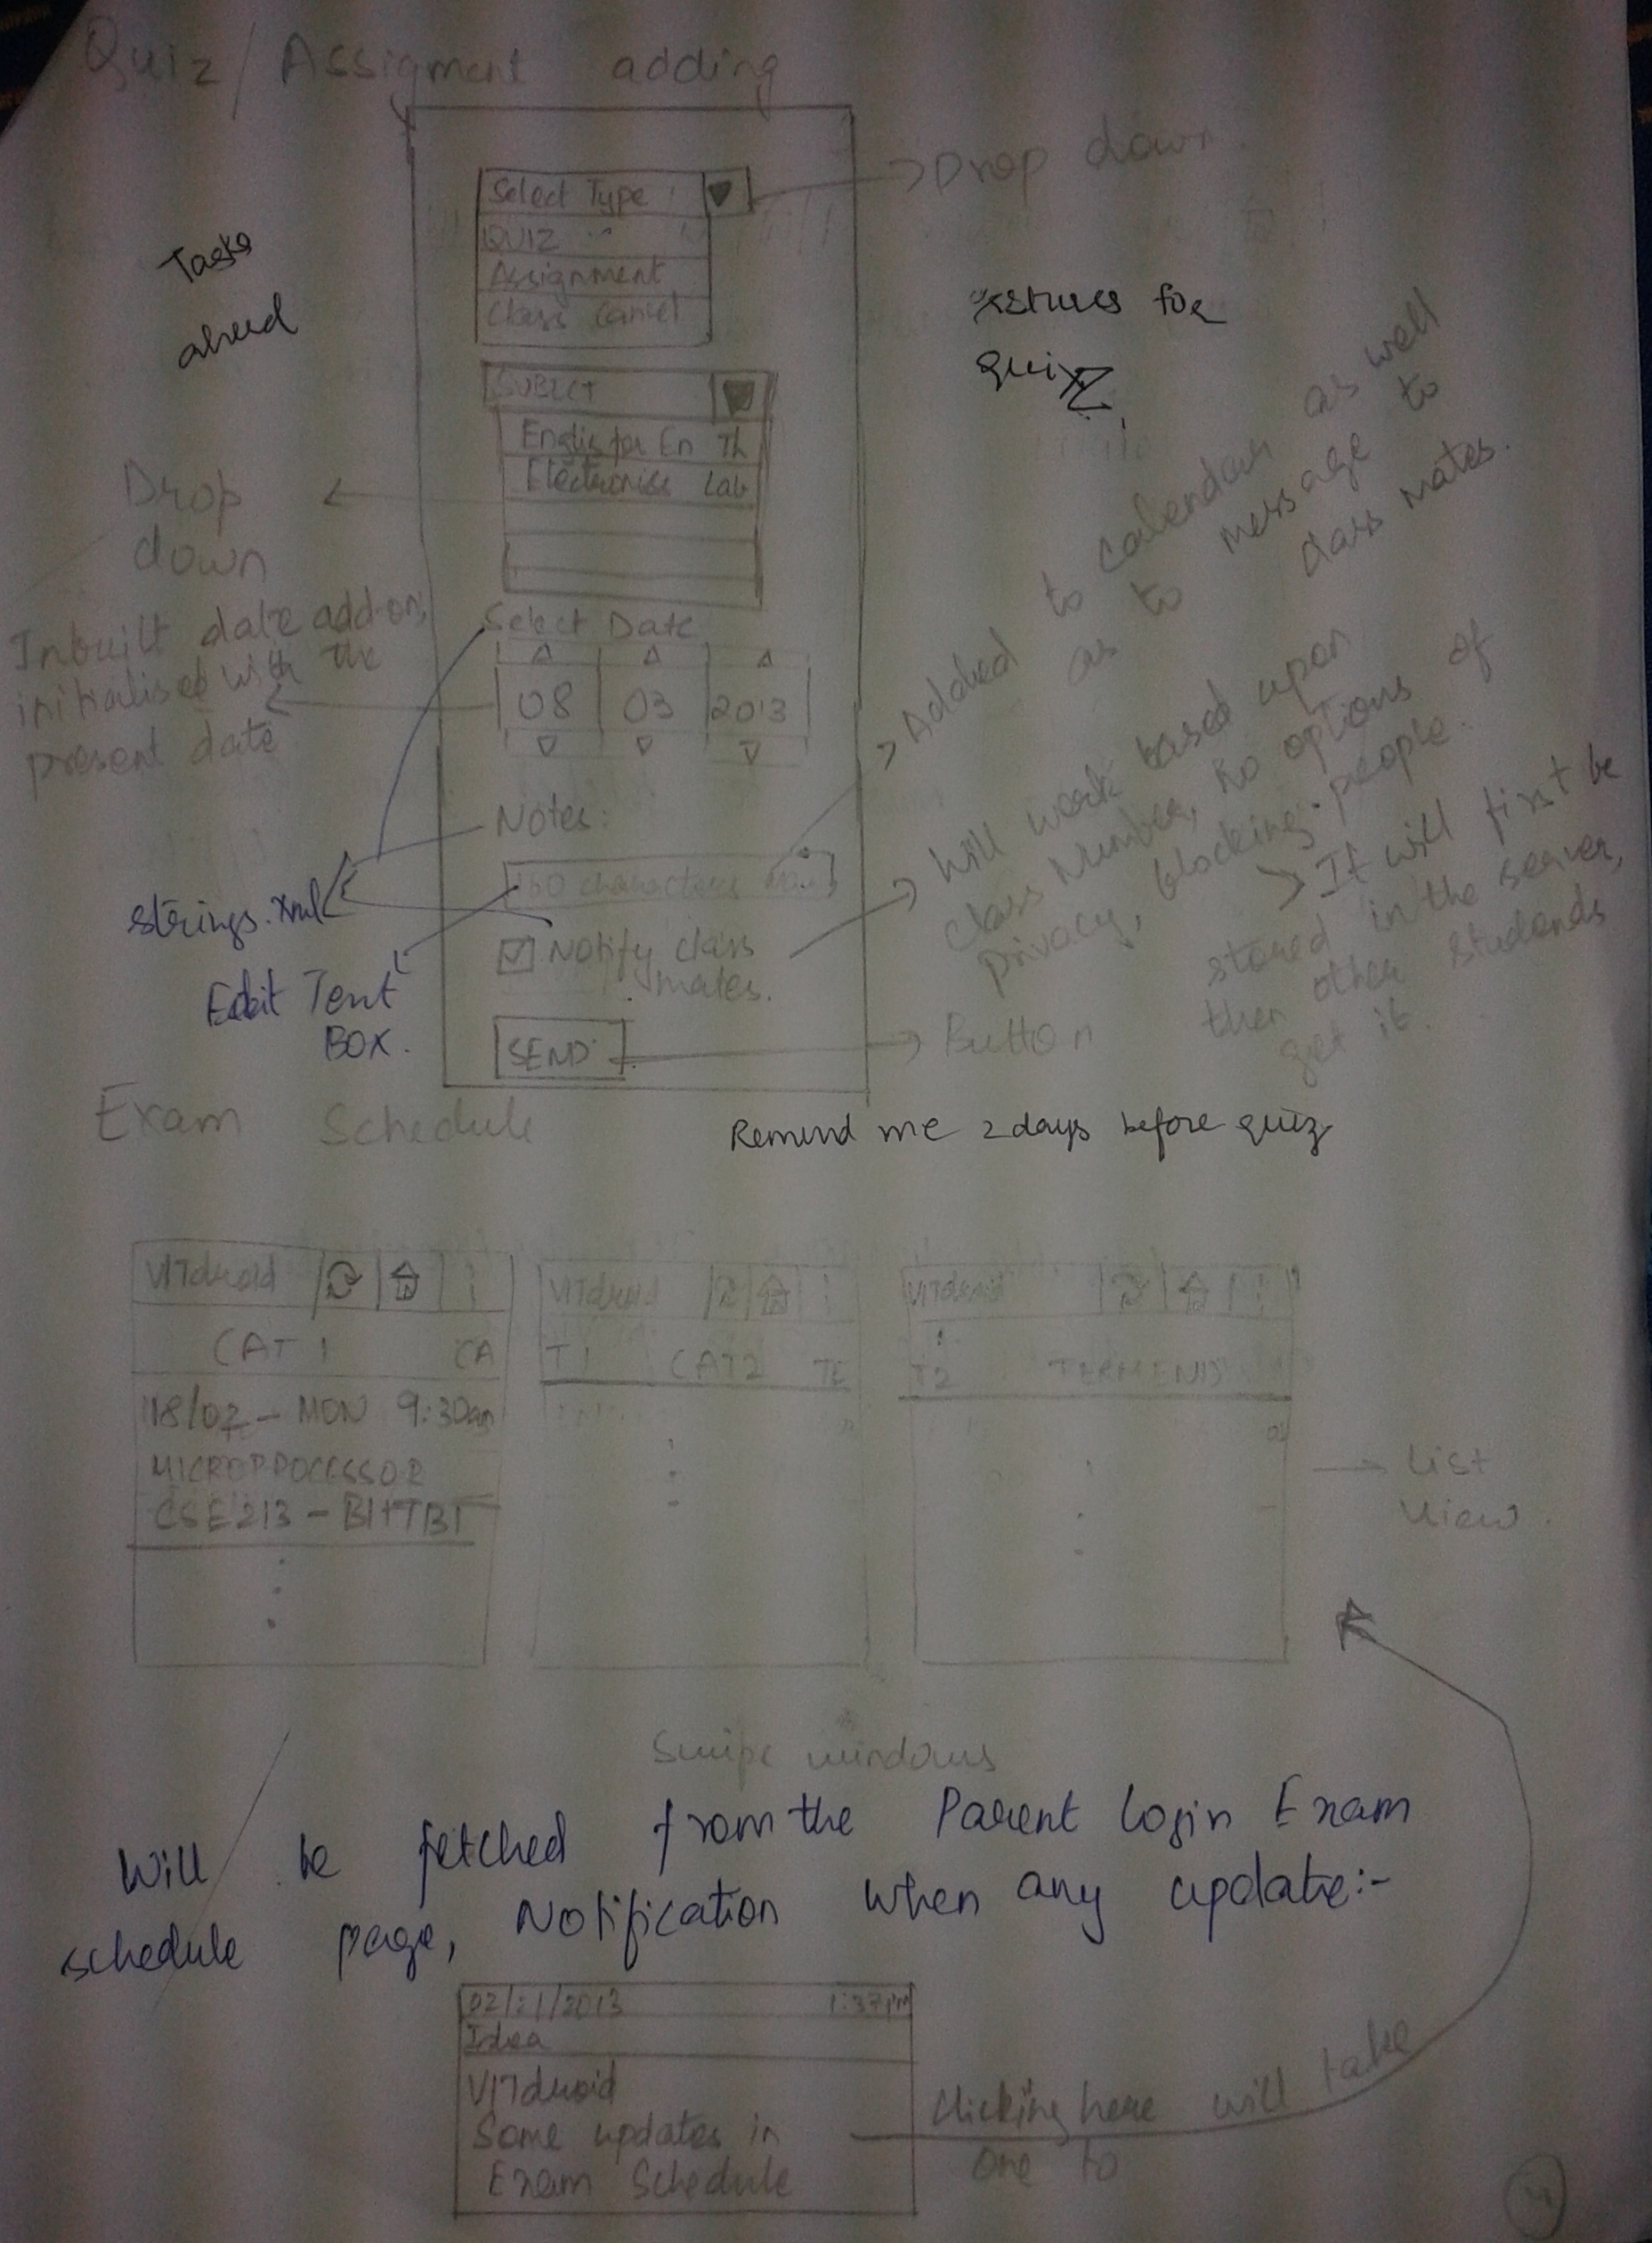 Quiz / Assigment adding
Select Type
QUIZ
Assignment
Class Cancel
Drop down
Tasks
ahead
for
quiz
SUBECT
English for En Th
Electronics Lab
Drop
down
Select Date
08 03 2013
Inbuilt date add-on,
initialised with the
present date
Added to calendar as well
as to message to
class mates.
Notes:
160 characters max
Notify class
mates.
Will work based upon
class Number, no options of
privacy, blocking people.
It will first be
stored in the server,
then other students
get it.
strings.xml
Edit Text
BOX.
SEND
Button
Exam Schedule
Remind me 2 days before quiz
VITdroid
CAT 1 CA
18/02 - MON 9:30am
MICROPROCESSOR
CSE213 - B1+TB1
VITdroid
T1 CAT2 TE
VITdroid
T2 TERMEND
List
View.
Swipe windows
Will be fetched from the Parent Login Exam
schedule page, Notification when any update:-
1:37PM
Idea
VITdroid
Some updates in
Exam Schedule
Clicking here will take
one to